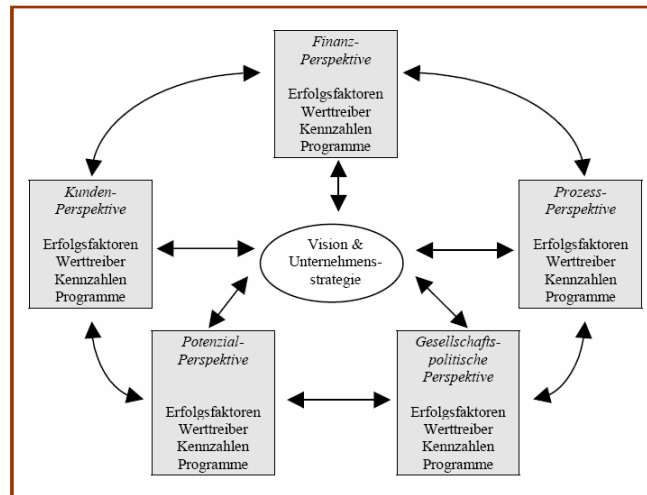 Finanz-
Perspektive
Erfolgsfaktoren
Werttreiber
Kennzahlen
Programme
Kunden-
Perspektive
Erfolgsfaktoren
Werttreiber
Kennzahlen
Programme
Vision &
Unternehmens-
strategie
Prozess-
Perspektive
Erfolgsfaktoren
Werttreiber
Kennzahlen
Programme
Potenzial-
Perspektive
Erfolgsfaktoren
Werttreiber
Kennzahlen
Programme
Gesellschafts-
politische
Perspektive
Erfolgsfaktoren
Werttreiber
Kennzahlen
Programme